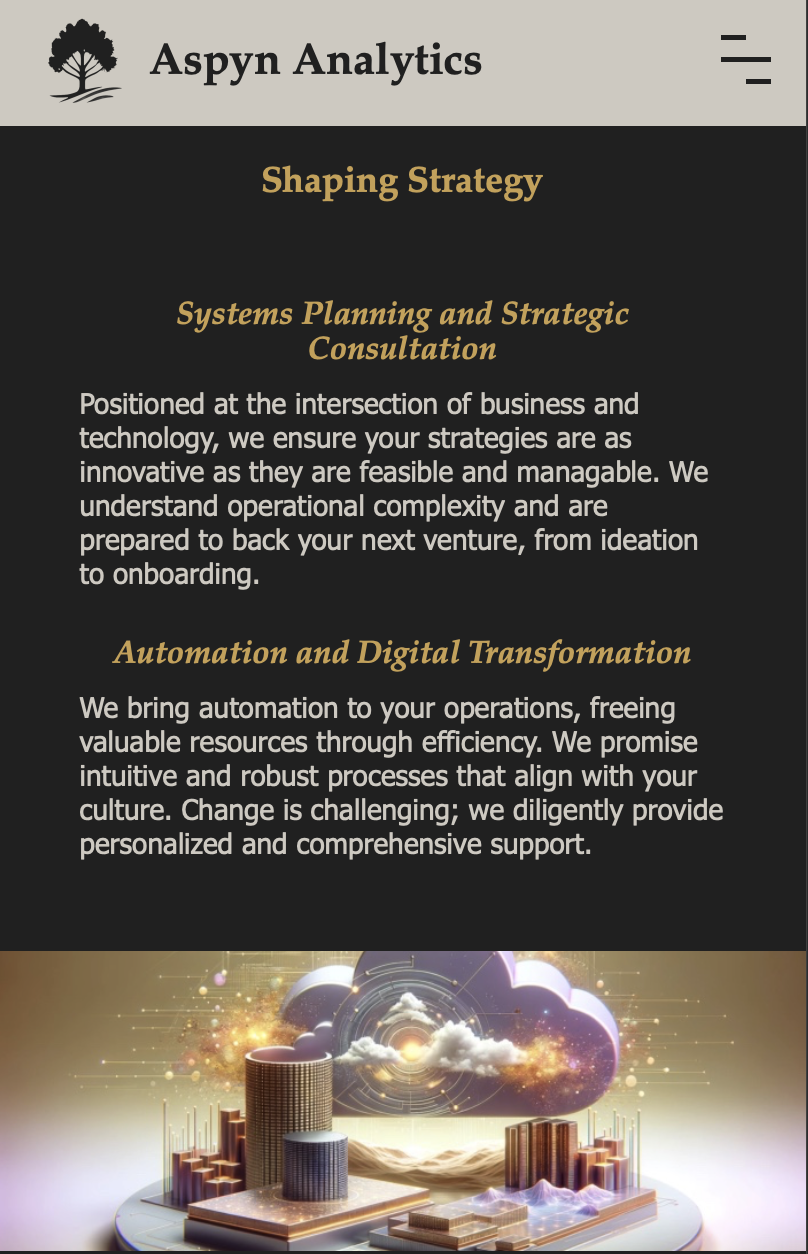 Aspyn Analytics
Shaping Strategy
Systems Planning and Strategic
Consultation
Positioned at the intersection of business and
technology, we ensure your strategies are as
innovative as they are feasible and managable. We
understand operational complexity and are
prepared to back your next venture, from ideation
to onboarding.
Automation and Digital Transformation
We bring automation to your operations, freeing
valuable resources through efficiency. We promise
intuitive and robust processes that align with your
culture. Change is challenging; we diligently provide
personalized and comprehensive support.